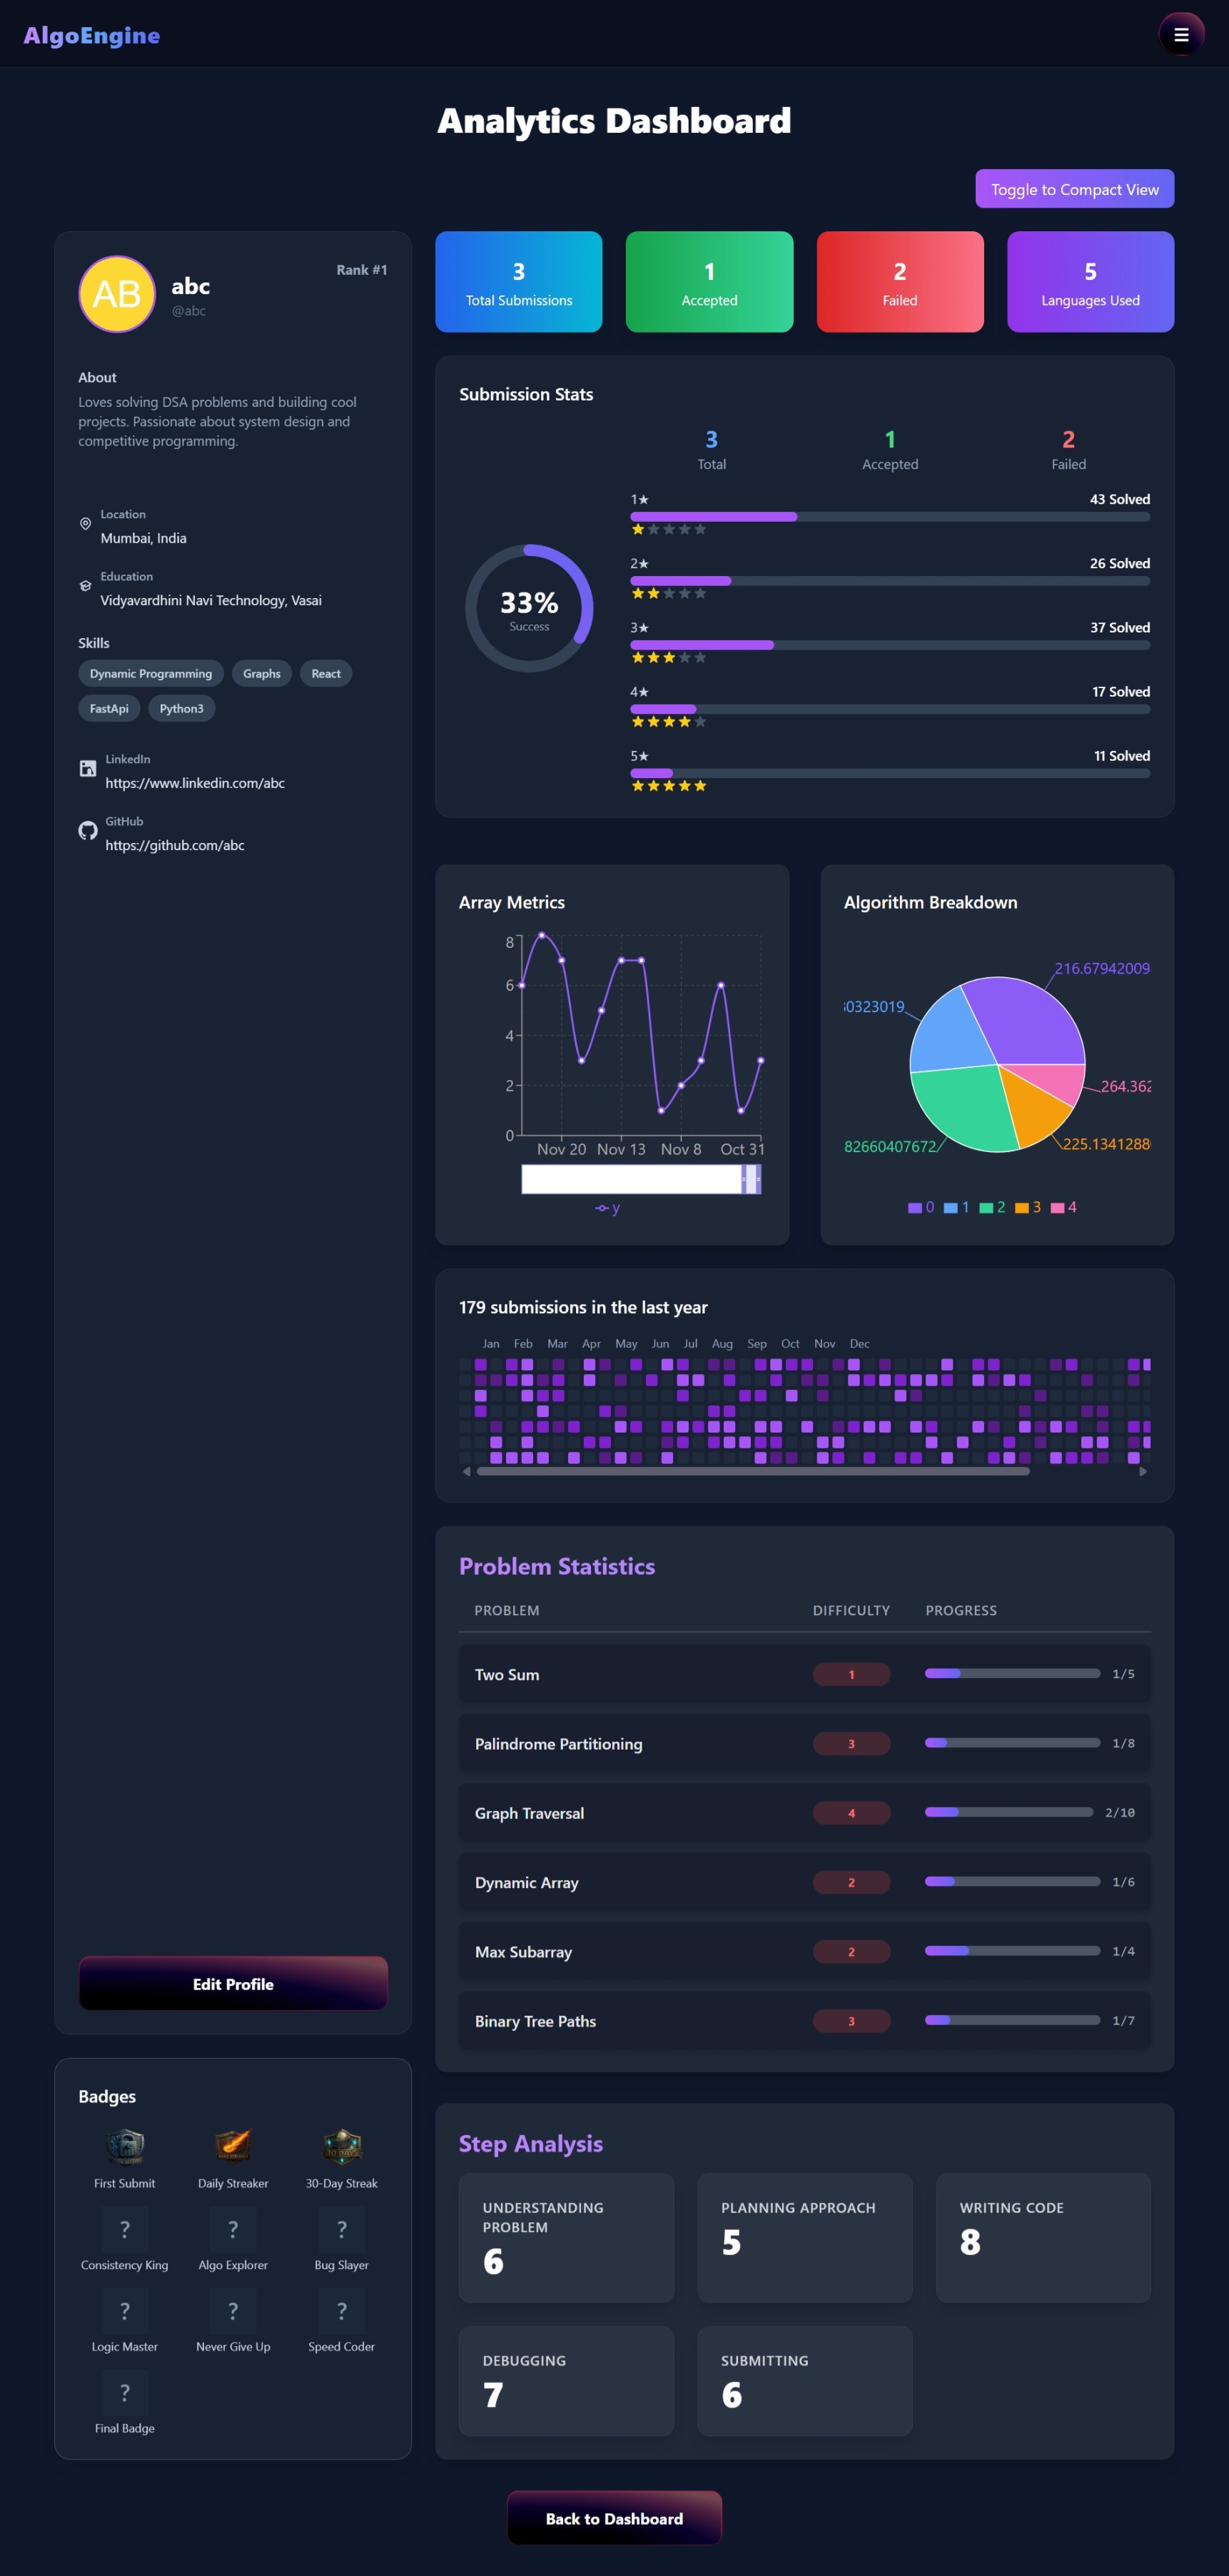 AlgoEngine
Analytics Dashboard
Toggle to Compact View
AB
abc
@abc
Rank #1
About
Loves solving DSA problems and building cool
projects. Passionate about system design and
competitive programming.
Location
Mumbai, India
Education
Vidyavardhini Navi Technology, Vasai
Skills
Dynamic Programming Graphs React
FastApi Python3
LinkedIn
https://www.linkedin.com/abc
GitHub
https://github.com/abc
Edit Profile
Badges
First Submit Daily Streaker 30-Day Streak
? ? ?
Consistency King Algo Explorer Bug Slayer
? ? ?
Logic Master Never Give Up Speed Coder
?
Final Badge
3 1 2 5
Total Submissions Accepted Failed Languages Used
Submission Stats
3 1 2
Total Accepted Failed
33%
Success
1★ 43 Solved
2★ 26 Solved
3★ 37 Solved
4★ 17 Solved
5★ 11 Solved
Array Metrics
8
6
4
2
0
Nov 20 Nov 13 Nov 8 Oct 31
y
Algorithm Breakdown
216.67942009
0323019
264.362
82660407672
225.1341288
0 1 2 3 4
179 submissions in the last year
Jan Feb Mar Apr May Jun Jul Aug Sep Oct Nov Dec
Problem Statistics
PROBLEM DIFFICULTY PROGRESS
Two Sum 1 1/5
Palindrome Partitioning 3 1/8
Graph Traversal 4 2/10
Dynamic Array 2 1/6
Max Subarray 2 1/4
Binary Tree Paths 3 1/7
Step Analysis
UNDERSTANDING
PROBLEM
6
PLANNING APPROACH
5
WRITING CODE
8
DEBUGGING
7
SUBMITTING
6
Back to Dashboard